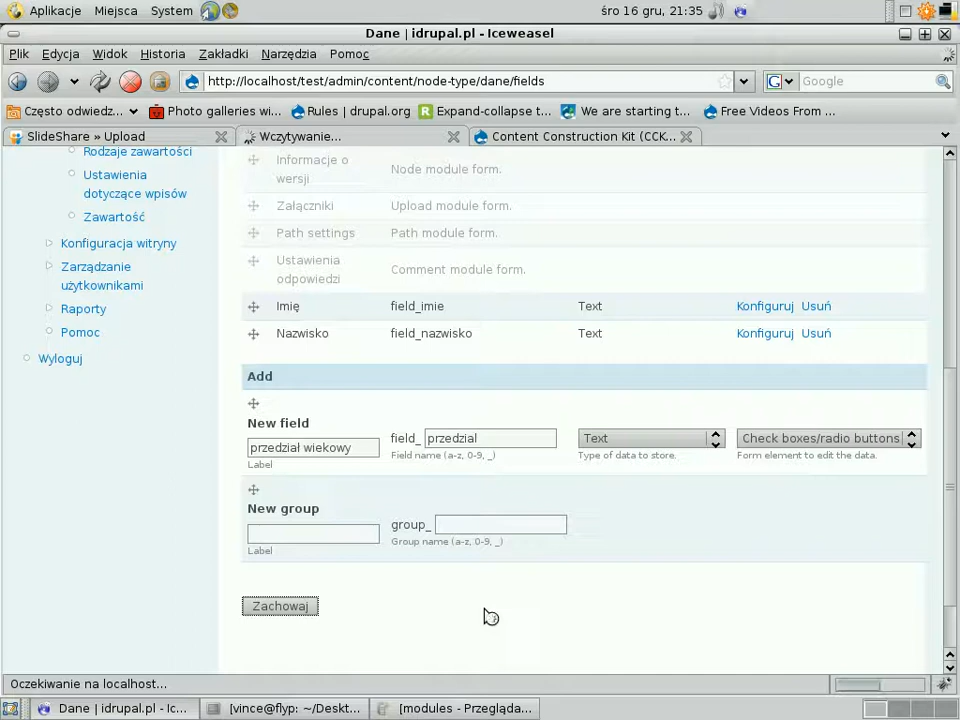 Aplikacje Miejsca System śro 16 gru, 21:35
Dane | idrupal.pl - Iceweasel
Plik Edycja Widok Historia Zakładki Narzędzia Pomoc
http://localhost/test/admin/content/node-type/dane/fields Google
Często odwiedz... Photo galleries wi... Rules | drupal.org Expand-collapse t... We are starting t... Free Videos From ...
SlideShare » Upload Wczytywanie... Content Construction Kit (CCK...
Rodzaje zawartości
Ustawienia
dotyczące wpisów
Zawartość
Konfiguracja witryny
Zarządzanie
użytkownikami
Raporty
Pomoc
Wyloguj
Informacje o
wersji Node module form.
Załączniki Upload module form.
Path settings Path module form.
Ustawienia
odpowiedzi Comment module form.
Imię field_imie Text Konfiguruj Usuń
Nazwisko field_nazwisko Text Konfiguruj Usuń
Add
New field
przedział wiekowy field_ przedzial Text Check boxes/radio buttons
Label Field name (a-z, 0-9, _) Type of data to store. Form element to edit the data.
New group
group_
Label Group name (a-z, 0-9, _)
Zachowaj
Oczekiwanie na localhost...
Dane | idrupal.pl - Ic... [vince@flyp: ~/Deskt... [modules - Przegląda...